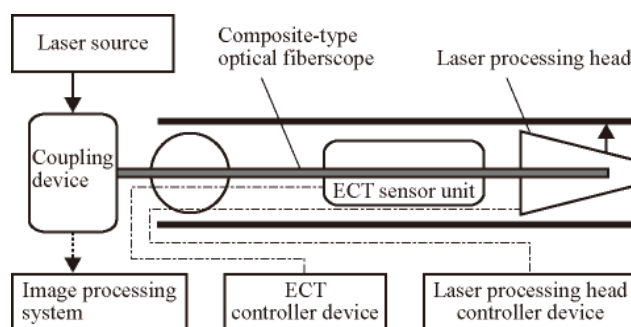 Laser source
Composite-type
optical fiberscope
Laser processing head
Coupling
device
ECT sensor unit
Image processing
system
ECT
controller device
Laser processing head
controller device